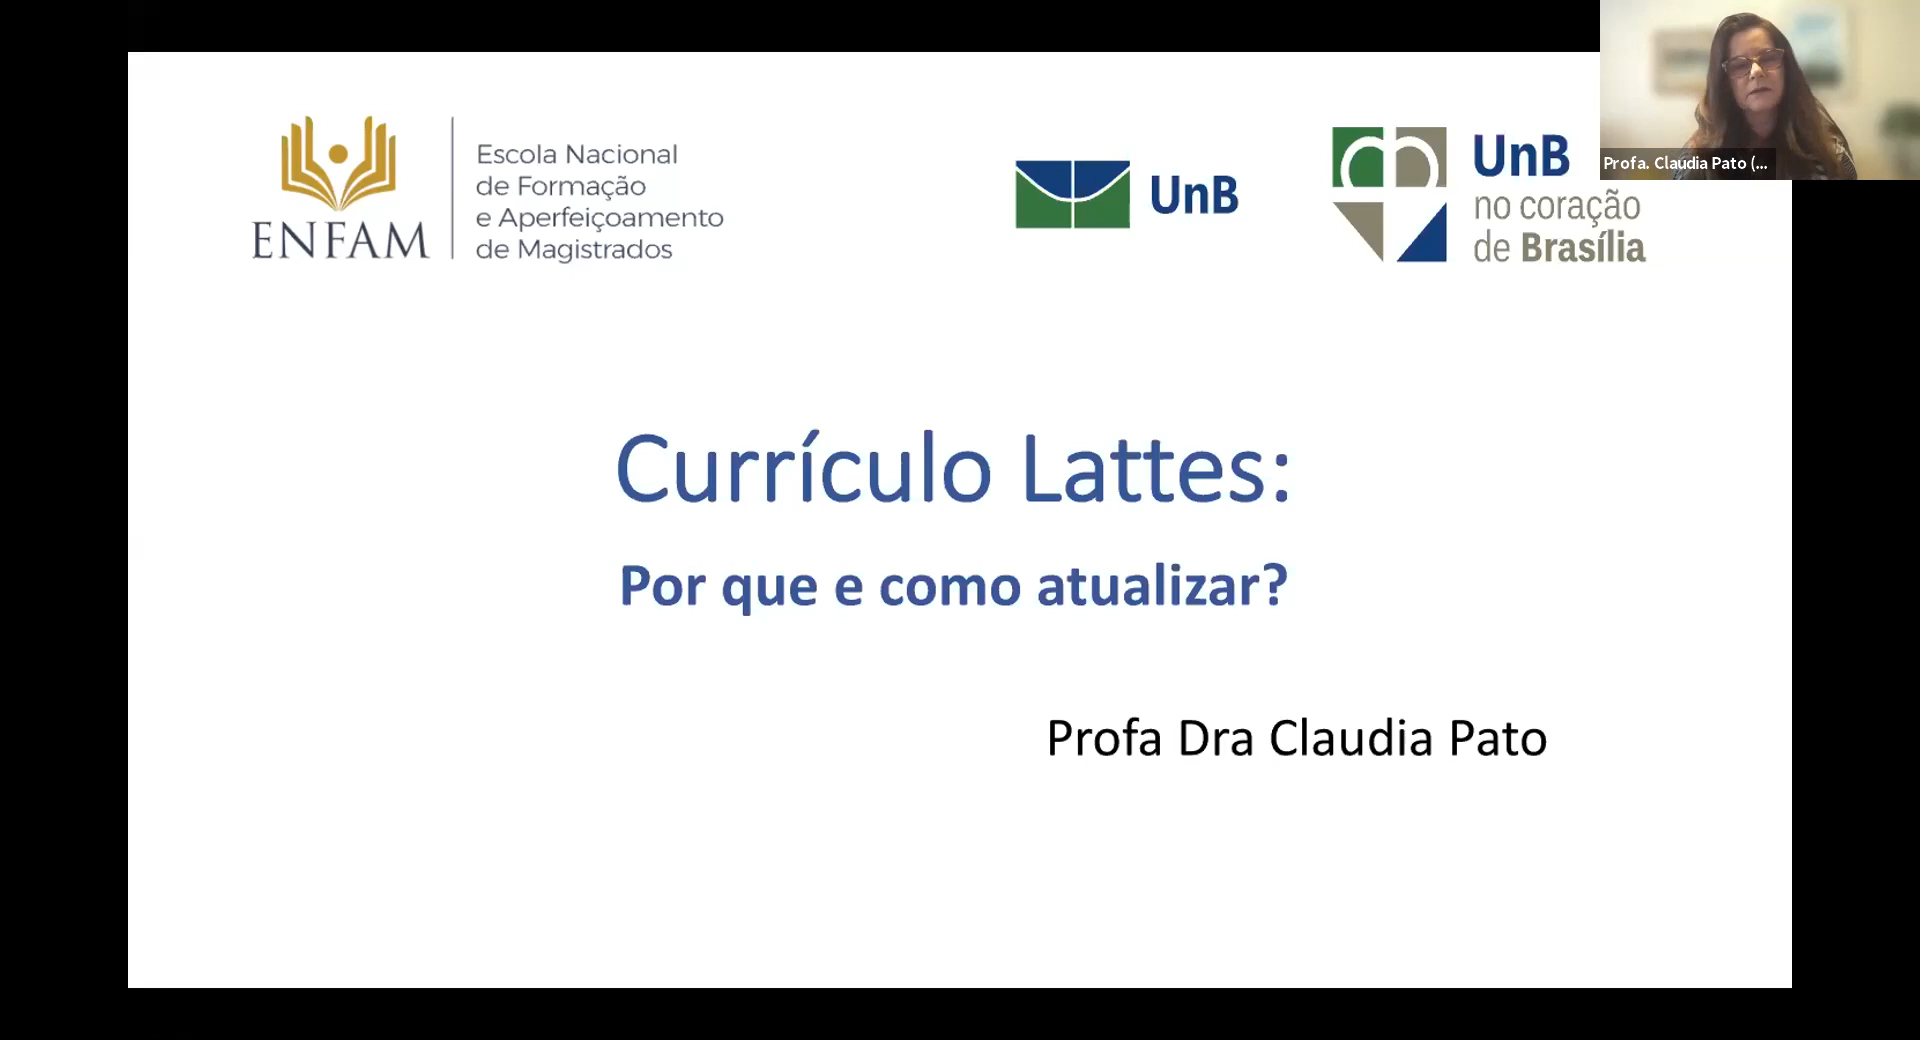 ENFAM
Escola Nacional
de Formação
e Aperfeiçoamento
de Magistrados
UnB
UnB
no coração
de Brasília
Profa. Claudia Pato (...
Currículo Lattes:
Por que e como atualizar?
Profa Dra Claudia Pato